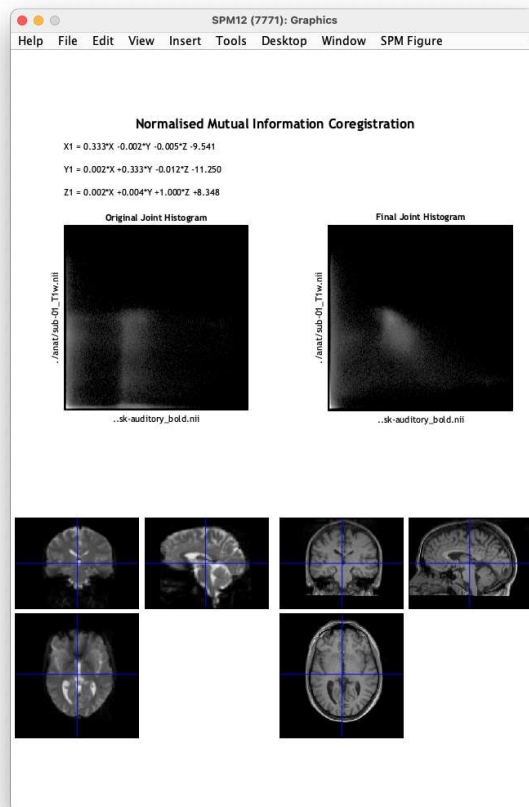 SPM12 (7771): Graphics
Help File Edit View Insert Tools Desktop Window SPM Figure
Normalised Mutual Information Coregistration
X1 = 0.333*X -0.002*Y -0.005*Z -9.541
Y1 = 0.002*X +0.333*Y -0.012*Z -11.250
Z1 = 0.002*X +0.004*Y +1.000*Z +8.348
Original Joint Histogram
./anat/sub-01_T1w.nii
..sk-auditory_bold.nii
Final Joint Histogram
./anat/sub-01_T1w.nii
..sk-auditory_bold.nii